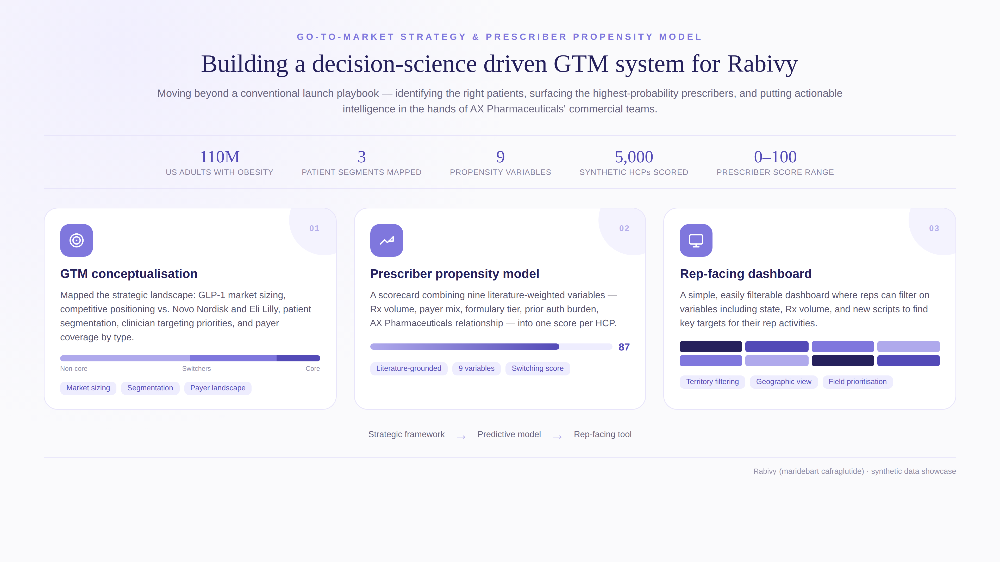 GO-TO-MARKET STRATEGY & PRESCRIBER PROPENSITY MODEL
Building a decision-science driven GTM system for Rabivy
Moving beyond a conventional launch playbook — identifying the right patients, surfacing the highest-probability prescribers, and putting actionable
intelligence in the hands of AX Pharmaceuticals' commercial teams.
110M
US ADULTS WITH OBESITY
3
PATIENT SEGMENTS MAPPED
9
PROPENSITY VARIABLES
5,000
SYNTHETIC HCPs SCORED
0–100
PRESCRIBER SCORE RANGE
01
GTM conceptualisation
Mapped the strategic landscape: GLP-1 market sizing,
competitive positioning vs. Novo Nordisk and Eli Lilly, patient
segmentation, clinician targeting priorities, and payer
coverage by type.
Non-core Switchers Core
Market sizing Segmentation Payer landscape
02
Prescriber propensity model
A scorecard combining nine literature-weighted variables —
Rx volume, payer mix, formulary tier, prior auth burden,
AX Pharmaceuticals relationship — into one score per HCP.
87
Literature-grounded 9 variables Switching score
03
Rep-facing dashboard
A simple, easily filterable dashboard where reps can filter on
variables including state, Rx volume, and new scripts to find
key targets for their rep activities.
Territory filtering Geographic view Field prioritisation
Strategic framework → Predictive model → Rep-facing tool
Rabivy (maridebart cafraglutide) · synthetic data showcase